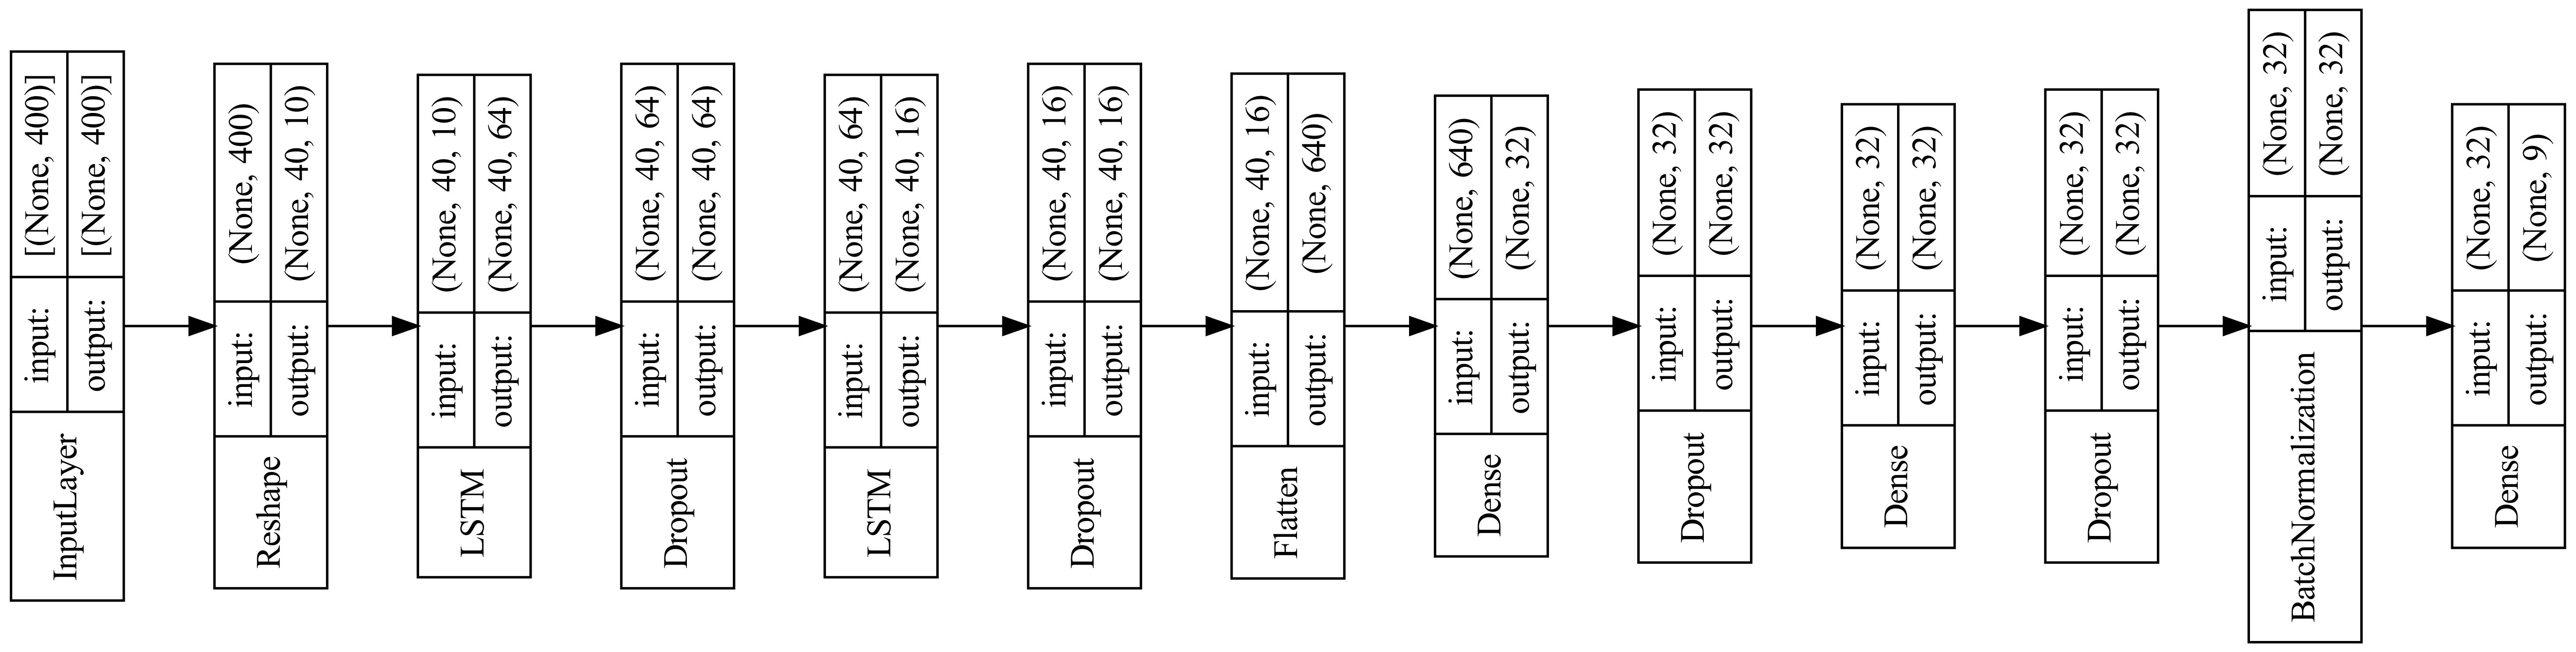 InputLayer
input:
[(None, 400)]
output:
[(None, 400)]
Reshape
input:
(None, 400)
output:
(None, 40, 10)
LSTM
input:
(None, 40, 10)
output:
(None, 40, 64)
Dropout
input:
(None, 40, 64)
output:
(None, 40, 64)
LSTM
input:
(None, 40, 64)
output:
(None, 40, 16)
Dropout
input:
(None, 40, 16)
output:
(None, 40, 16)
Flatten
input:
(None, 40, 16)
output:
(None, 640)
Dense
input:
(None, 640)
output:
(None, 32)
Dropout
input:
(None, 32)
output:
(None, 32)
Dense
input:
(None, 32)
output:
(None, 32)
Dropout
input:
(None, 32)
output:
(None, 32)
BatchNormalization
input:
(None, 32)
output:
(None, 32)
Dense
input:
(None, 32)
output:
(None, 9)